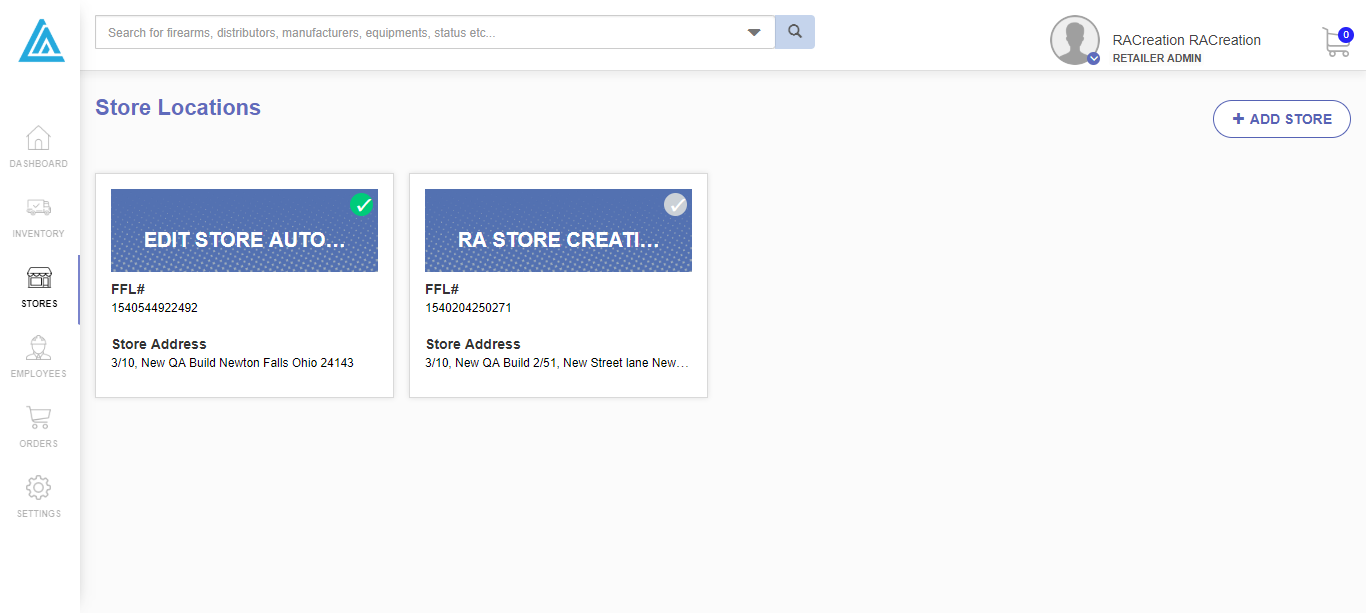 Search for firearms, distributors, manufacturers, equipments, status etc...
RACreation RACreation
RETAILER ADMIN
0
Store Locations
ADD STORE
DASHBOARD
INVENTORY
STORES
EMPLOYEES
ORDERS
SETTINGS
EDIT STORE AUTO...
FFL#
1540544922492
Store Address
3/10, New QA Build Newton Falls Ohio 24143
RA STORE CREATI...
FFL#
1540204250271
Store Address
3/10, New QA Build 2/51, New Street lane New...